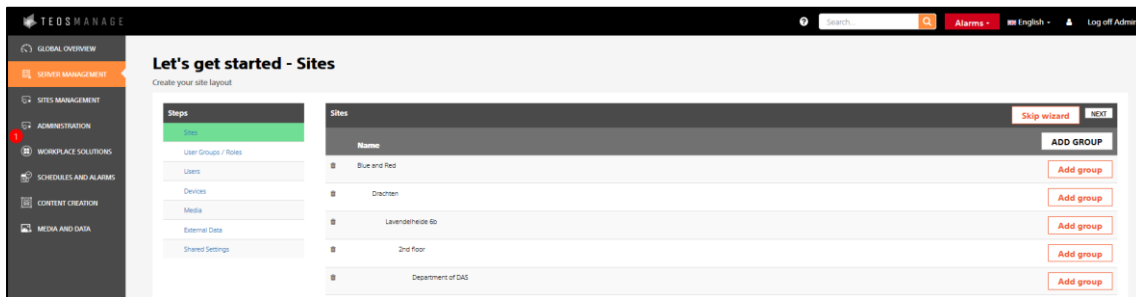 TEOSMANAGE
Search...
Alarms
English
Log off Admin
GLOBAL OVERVIEW
SERVER MANAGEMENT
SITES MANAGEMENT
ADMINISTRATION
1
WORKPLACE SOLUTIONS
SCHEDULES AND ALARMS
CONTENT CREATION
MEDIA AND DATA
Let's get started - Sites
Create your site layout
Steps
Sites
User Groups / Roles
Users
Devices
Media
External Data
Shared Settings
Sites
Skip wizard
NEXT
Name
ADD GROUP
Blue and Red
Add group
Drachten
Add group
Lavendelheide 6b
Add group
2nd floor
Add group
Department of DAS
Add group